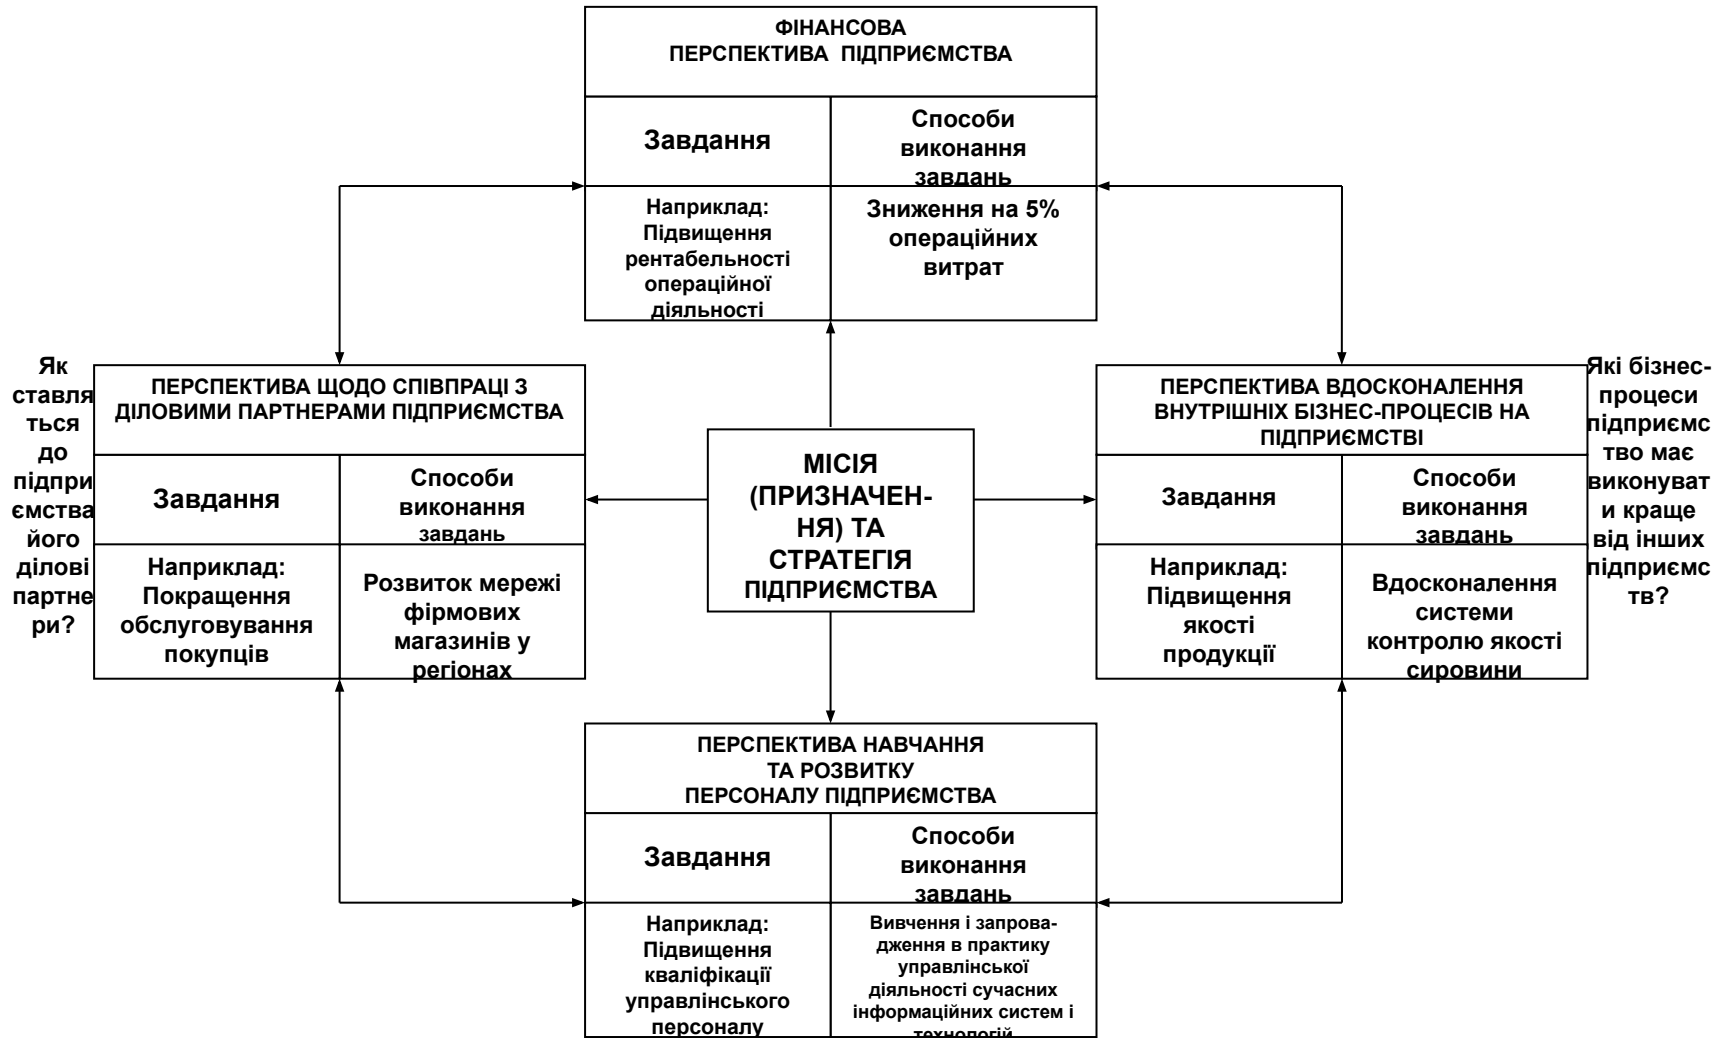 ФІНАНСОВА
ПЕРСПЕКТИВА ПІДПРИЄМСТВА
Завдання
Способи
виконання
завдань
Наприклад:
Підвищення
рентабельності
операційної
діяльності
Зниження на 5%
операційних
витрат
Як
ставля
ться
до
підпри
ємства
його
ділові
партне
ри?
ПЕРСПЕКТИВА ЩОДО СПІВПРАЦІ З
ДІЛОВИМИ ПАРТНЕРАМИ ПІДПРИЄМСТВА
Завдання
Способи
виконання
завдань
Наприклад:
Покращення
обслуговування
покупців
Розвиток мережі
фірмових
магазинів у
регіонах
МІСІЯ
(ПРИЗНАЧЕН-
НЯ) ТА
СТРАТЕГІЯ
ПІДПРИЄМСТВА
ПЕРСПЕКТИВА ВДОСКОНАЛЕННЯ
ВНУТРІШНІХ БІЗНЕС-ПРОЦЕСІВ НА
ПІДПРИЄМСТВІ
Завдання
Способи
виконання
завдань
Наприклад:
Підвищення
якості
продукції
Вдосконалення
системи
контролю якості
сировини
Які бізнес-
процеси
підприємс
тво має
виконуват
и краще
від інших
підприємс
тв?
ПЕРСПЕКТИВА НАВЧАННЯ
ТА РОЗВИТКУ
ПЕРСОНАЛУ ПІДПРИЄМСТВА
Завдання
Способи
виконання
завдань
Наприклад:
Підвищення
кваліфікації
управлінського
персоналу
Вивчення і запрова-
дження в практику
управлінської
діяльності сучасних
інформаційних систем і
технологій